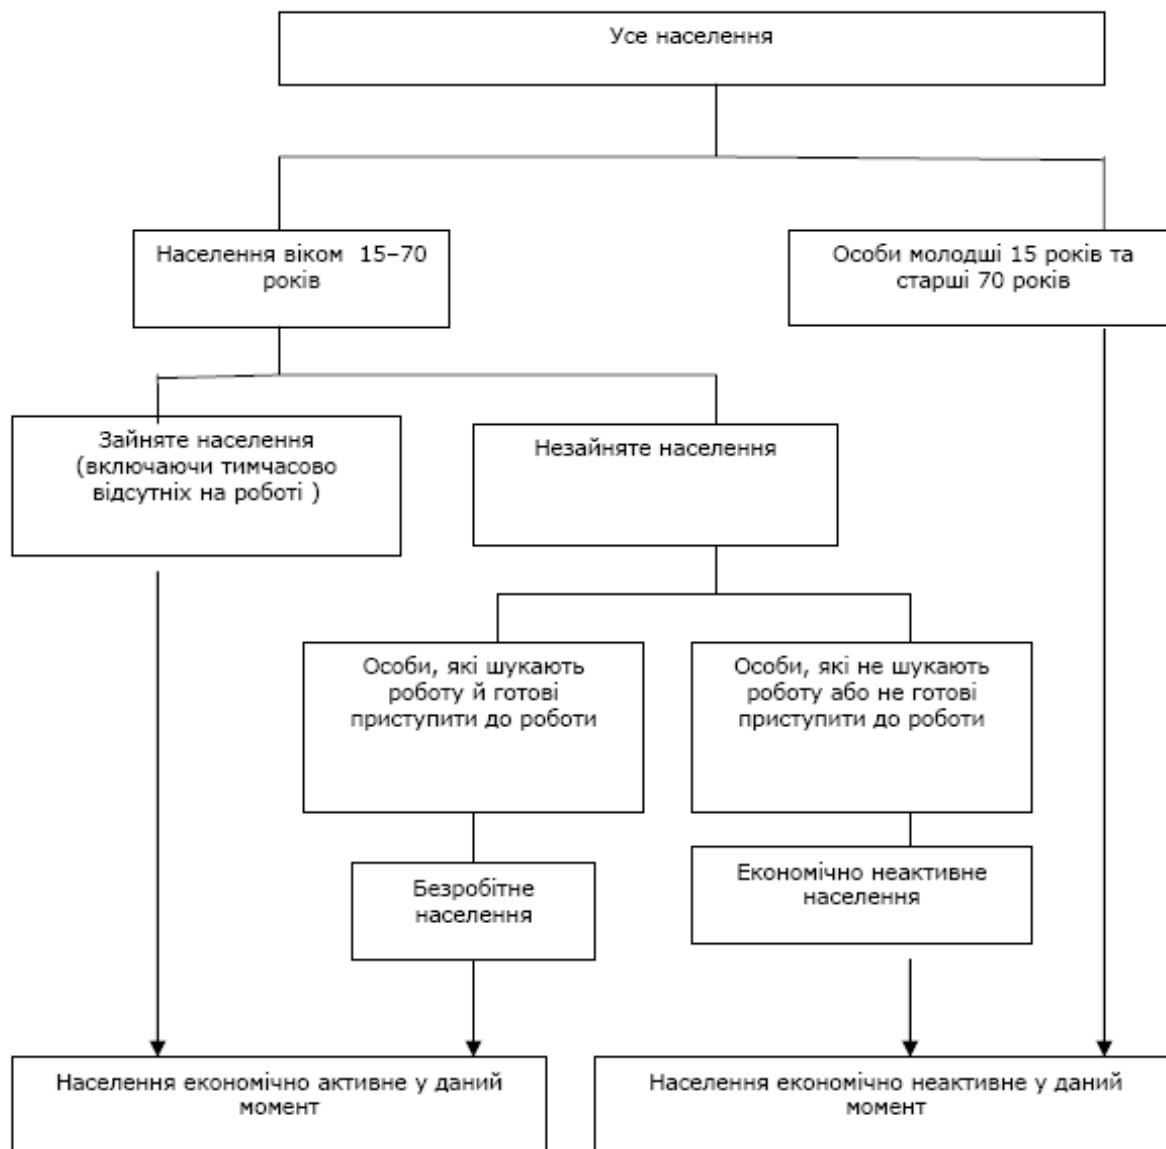 Усе населення
Населення віком 15–70
років
Особи молодші 15 років та
старші 70 років
Зайняте населення
(включаючи тимчасово
відсутніх на роботі )
Незайняте населення
Особи, які шукають
роботу й готові
приступити до роботи
Особи, які не шукають
роботу або не готові
приступити до роботи
Безробітне
населення
Економічно неактивне
населення
Населення економічно активне у даний
момент
Населення економічно неактивне у даний
момент